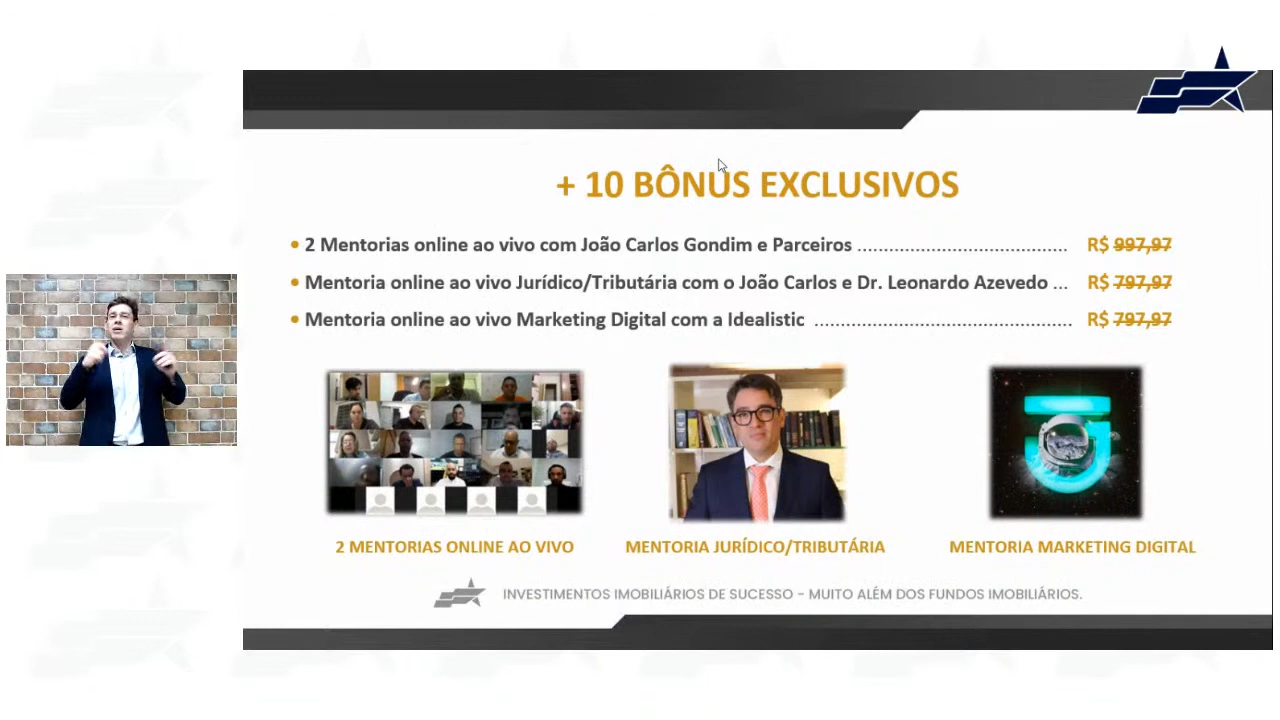 + 10 BÔNUS EXCLUSIVOS
• 2 Mentorias online ao vivo com João Carlos Gondim e Parceiros ........................................ R$ 997,97
• Mentoria online ao vivo Jurídico/Tributária com o João Carlos e Dr. Leonardo Azevedo ... R$ 797,97
• Mentoria online ao vivo Marketing Digital com a Idealistic ................................................. R$ 797,97
2 MENTORIAS ONLINE AO VIVO
MENTORIA JURÍDICO/TRIBUTÁRIA
MENTORIA MARKETING DIGITAL
INVESTIMENTOS IMOBILIÁRIOS DE SUCESSO - MUITO ALÉM DOS FUNDOS IMOBILIÁRIOS.